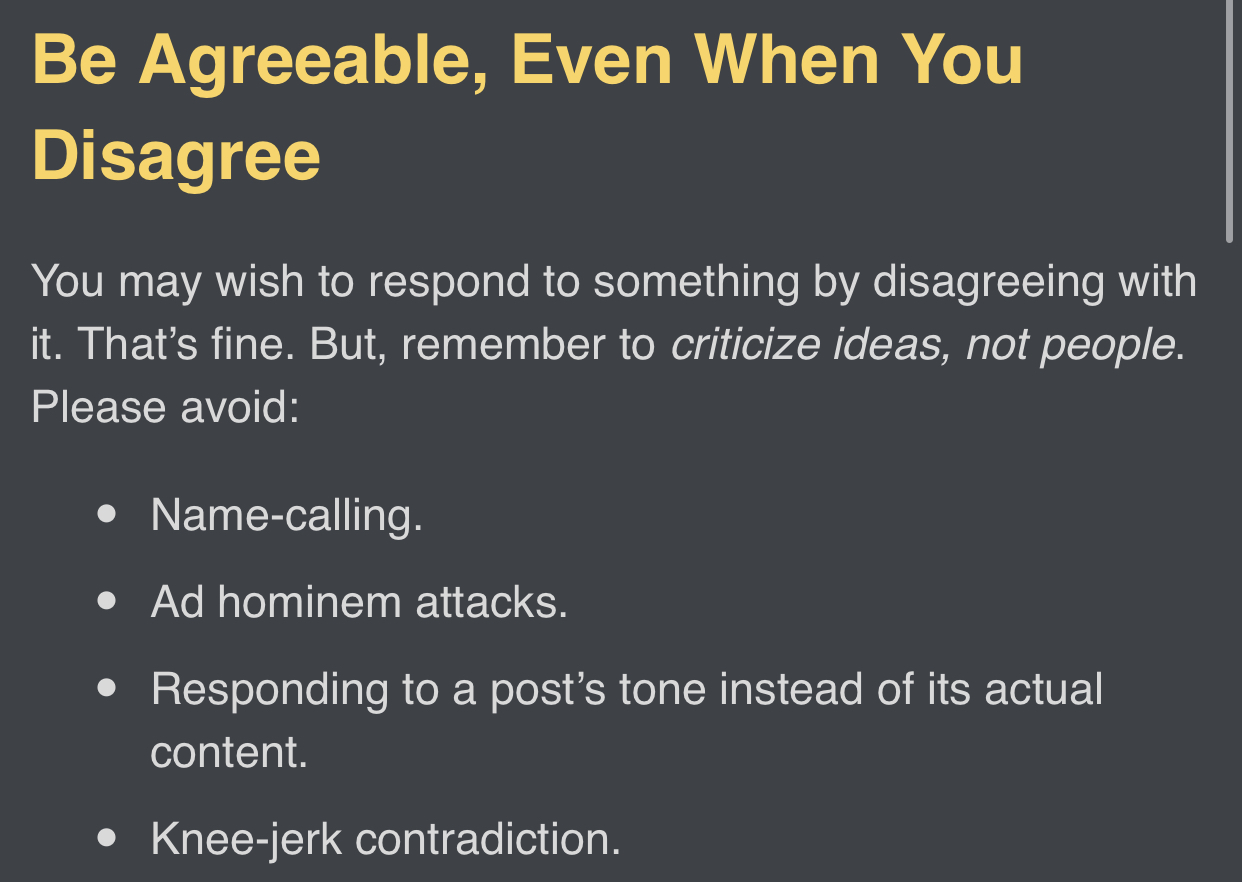 Be Agreeable, Even When You
Disagree
You may wish to respond to something by disagreeing with
it. That’s fine. But, remember to criticize ideas, not people.
Please avoid:
• Name-calling.
• Ad hominem attacks.
• Responding to a post’s tone instead of its actual
content.
• Knee-jerk contradiction.